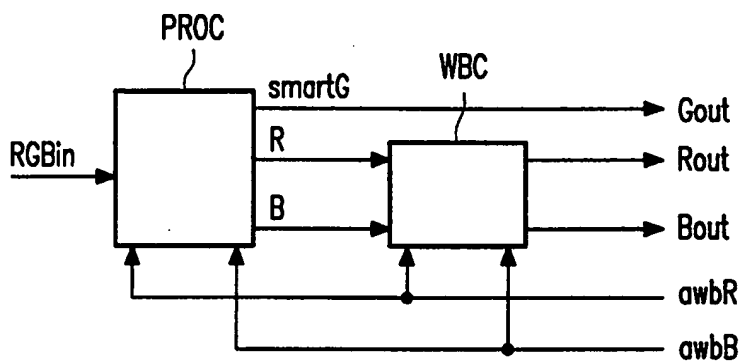 PROC
WBC
smartG
Gout
RGBin
R
Rout
B
Bout
awbR
awbB